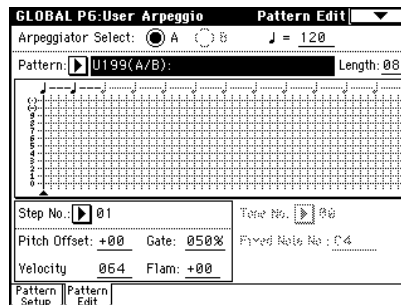 GLOBAL P6:User Arpeggio Pattern Edit
Arpeggiator Select: A B ♩ = 120
Pattern: U199(A/B): Length: 08
Step No.: 01 Tone No. 00
Pitch Offset: +00 Gate: 050% Fixed Note No.: C4
Velocity 064 Flam: +00
Pattern Setup Pattern Edit